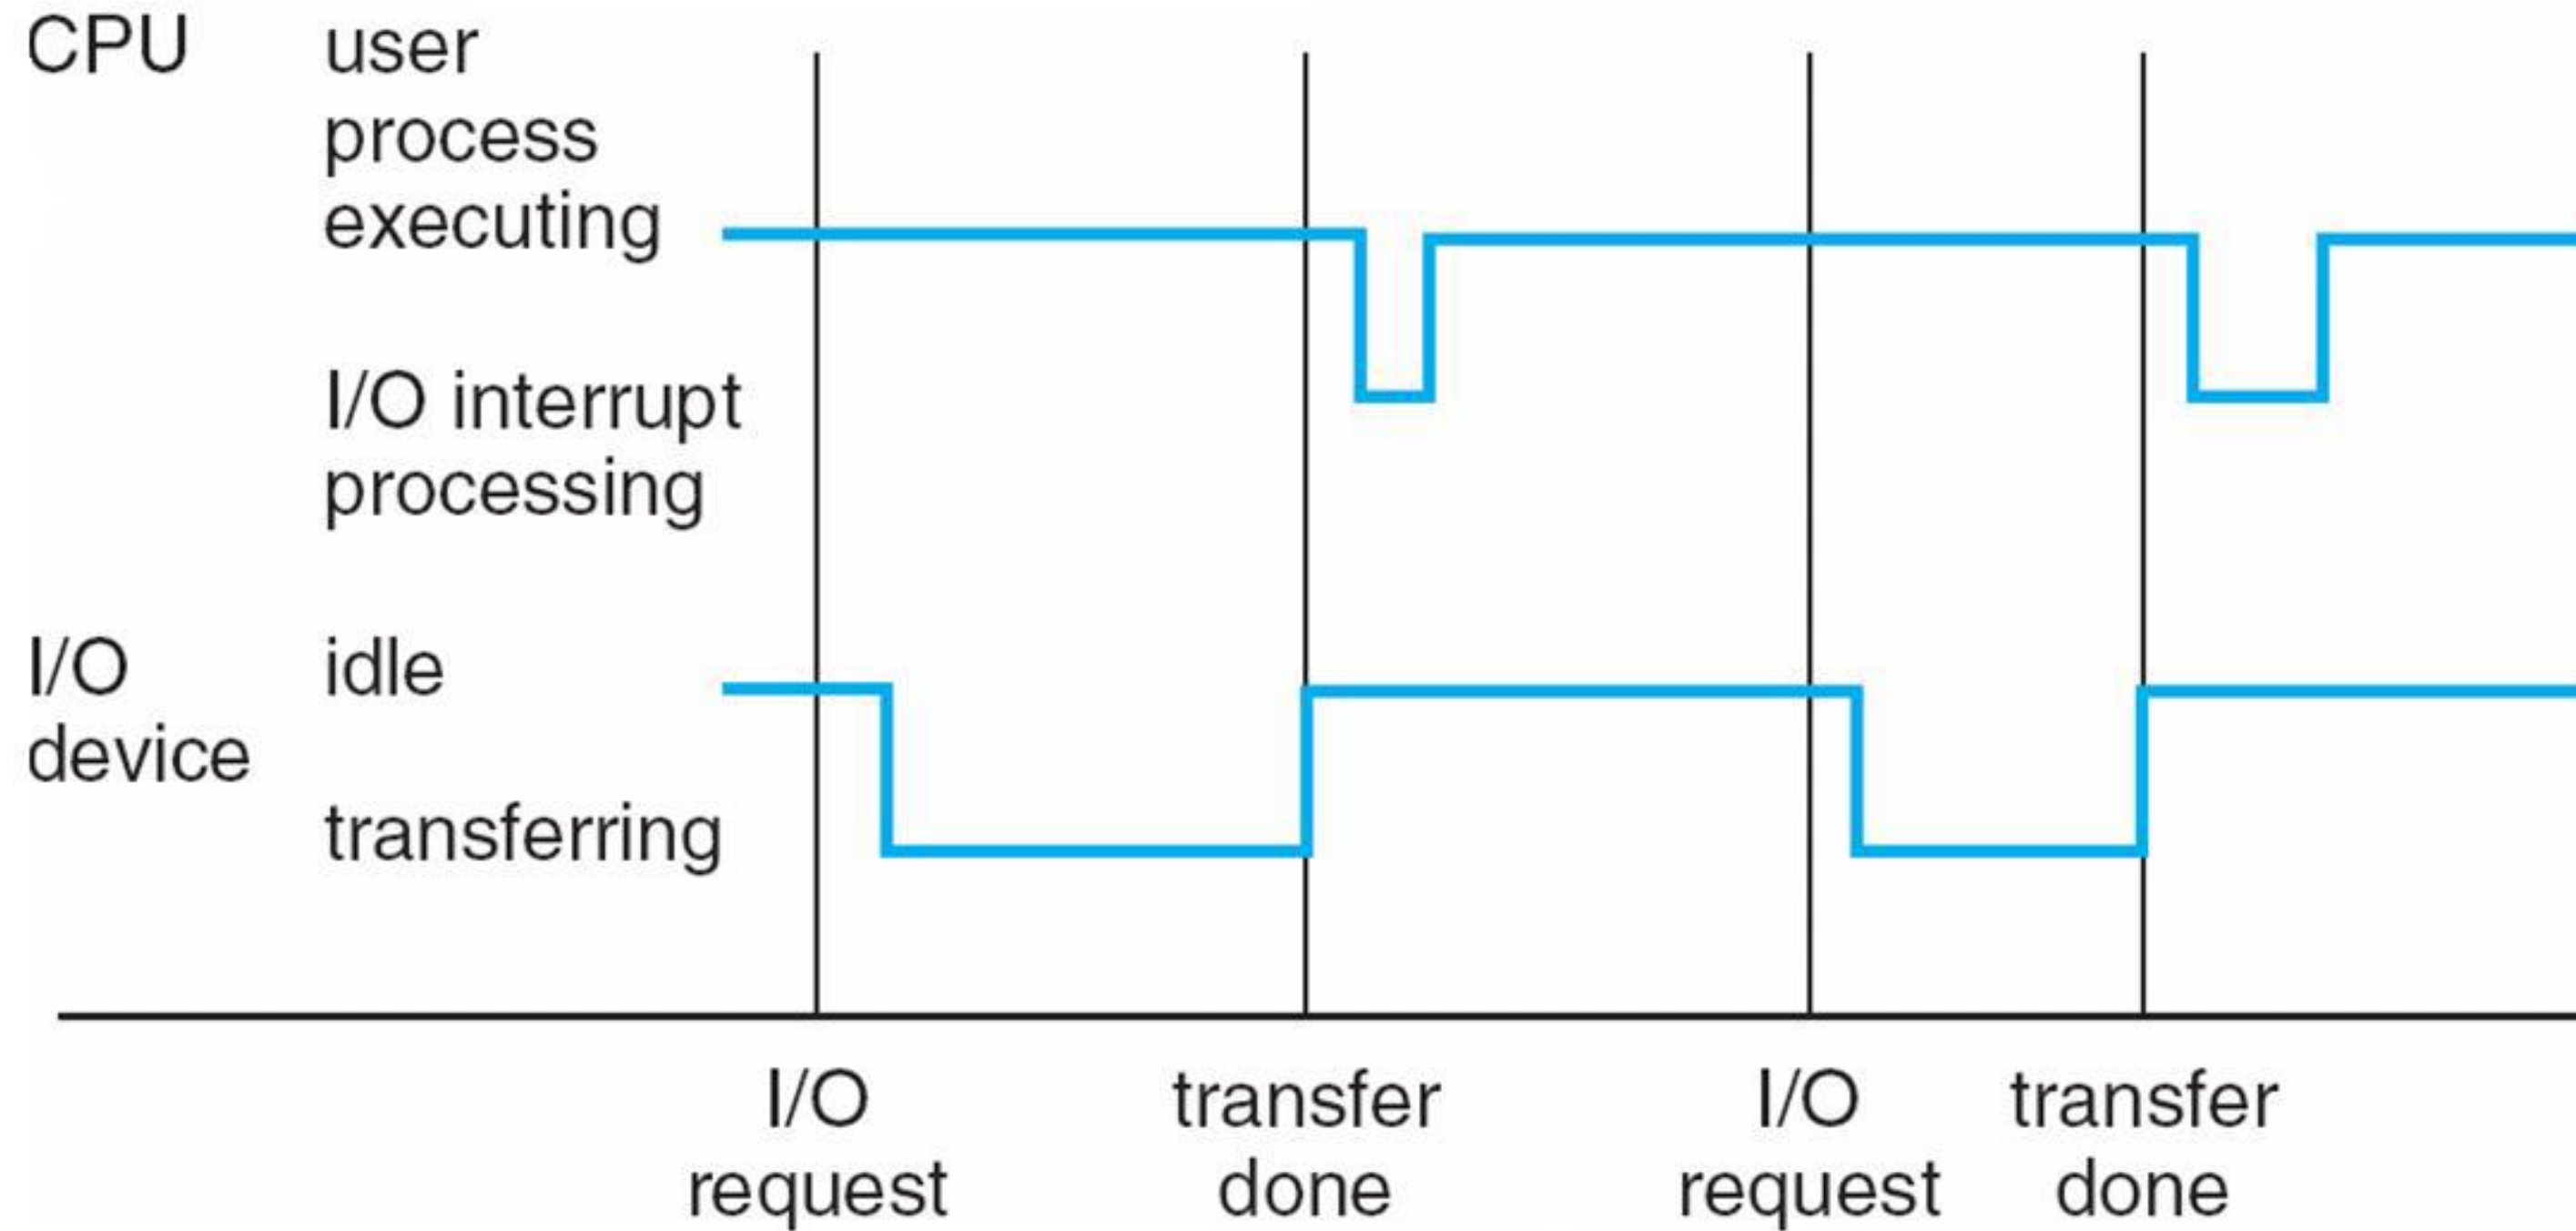 CPU
user
process
executing
I/O interrupt
processing
I/O
device
idle
transferring
I/O
request
transfer
done
I/O
request
transfer
done